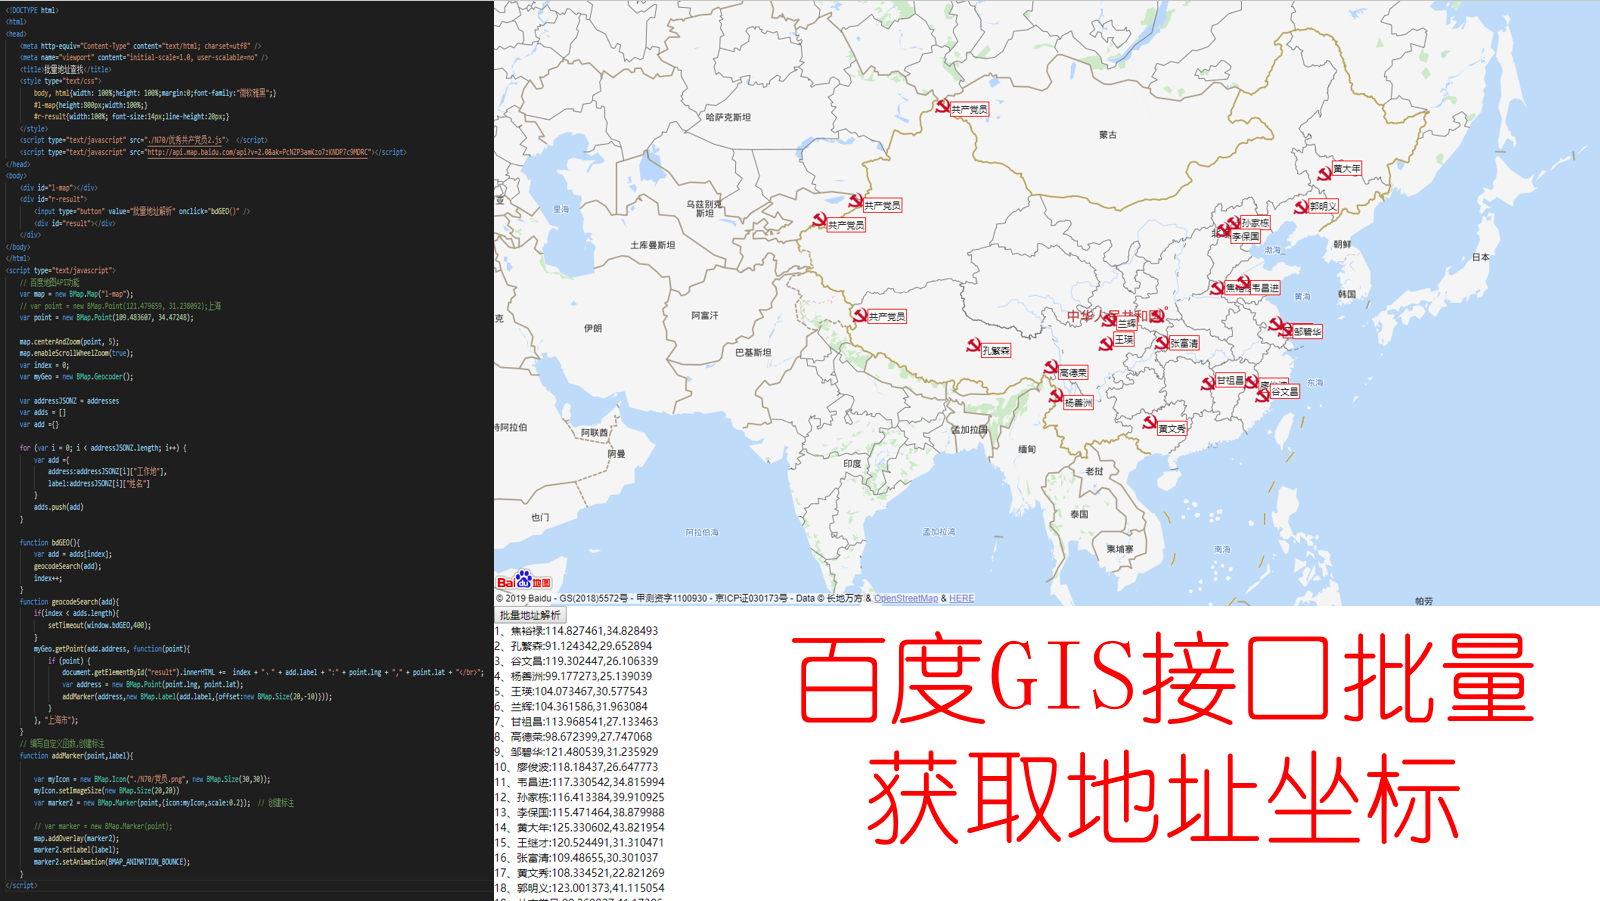 <!DOCTYPE html>
<html>
<head>
<meta http-equiv="Content-Type" content="text/html; charset=utf8" />
<meta name="viewport" content="initial-scale=1.0, user-scalable=no" />
<title>批量地址查找</title>
<style type="text/css">
body, html{width: 100%;height: 100%;margin:0;font-family:"微软雅黑";}
#l-map{height:800px;width:100%;}
#r-result{width:100%; font-size:14px;line-height:20px;}
</style>
<script type="text/javascript" src="./N70/优秀共产党员2.js"> </script>
<script type="text/javascript" src="http://api.map.baidu.com/api?v=2.0&ak=PcNZP3amKzo7zKNDP7c9MDRC"></script>
</head>
<body>
<div id="l-map"></div>
<div id="r-result">
<input type="button" value="批量地址解析" onclick="bdGEO()" />
<div id="result"></div>
</div>
</body>
</html>
<script type="text/javascript">
// 百度地图API功能
var map = new BMap.Map("l-map");
// var point = new BMap.Point(121.479659, 31.238092);上海
var point = new BMap.Point(109.483607, 34.47248);
map.centerAndZoom(point, 5);
map.enableScrollWheelZoom(true);
var index = 0;
var myGeo = new BMap.Geocoder();
var addressJSONZ = addresses
var adds = []
var add ={}
for (var i = 0; i < addressJSONZ.length; i++) {
var add ={
address:addressJSONZ[i]["工作地"],
label:addressJSONZ[i]["姓名"]
}
adds.push(add)
}
function bdGEO(){
var add = adds[index];
geocodeSearch(add);
index++;
}
function geocodeSearch(add){
if(index < adds.length){
setTimeout(window.bdGEO,400);
}
myGeo.getPoint(add.address, function(point){
if (point) {
document.getElementById("result").innerHTML += index + "、" + add.label + ":" + point.lng + "," + point.lat + "</br>";
var address = new BMap.Point(point.lng, point.lat);
addMarker(address,new BMap.Label(add.label,{offset:new BMap.Size(20,-10)}));
}
}, "上海市");
}
// 编写自定义函数,创建标注
function addMarker(point,label){
var myIcon = new BMap.Icon("./N70/党员.png", new BMap.Size(30,30));
myIcon.setImageSize(new BMap.Size(20,20))
var marker2 = new BMap.Marker(point,{icon:myIcon,scale:0.2}); // 创建标注
// var marker = new BMap.Marker(point);
map.addOverlay(marker2);
marker2.setLabel(label);
marker2.setAnimation(BMAP_ANIMATION_BOUNCE);
}
</script>
共产党员
哈萨克斯坦
蒙古
黄大年
共产党员
乌兹别克
斯坦
里海
郭明义
共产党员
孙家栋
李保国
土库曼斯坦
朝鲜
渤海
日本
韦昌进
黄海
韩国
伊朗
阿富汗
共产党员
中华人民共和国
兰辉
邹碧华
王瑛
张富清
孔繁森
巴基斯坦
高德荣
甘祖昌
东海
谷文昌
杨善洲
特阿拉伯
阿联酋
孟加拉国
黄文秀
阿曼
缅甸
印度
老挝
也门
泰国
阿拉伯海
孟加拉湾
南海
柬埔寨
Bai du 地图
© 2019 Baidu - GS(2018)5572号 - 甲测资字1100930 - 京ICP证030173号 - Data © 长地万方 & OpenStreetMap & HERE
帕劳
批量地址解析
1、焦裕禄:114.827461,34.828493
2、孔繁森:91.124342,29.652894
3、谷文昌:119.302447,26.106339
4、杨善洲:99.177273,25.139039
5、王瑛:104.073467,30.577543
6、兰辉:104.361586,31.963084
7、甘祖昌:113.968541,27.133463
8、高德荣:98.672399,27.747068
9、邹碧华:121.480539,31.235929
10、廖俊波:118.18437,26.647773
11、韦昌进:117.330542,34.815994
12、孙家栋:116.413384,39.910925
13、李保国:115.471464,38.879988
14、黄大年:125.330602,43.821954
15、王继才:120.524491,31.310471
16、张富清:109.48655,30.301037
17、黄文秀:108.334521,22.821269
18、郭明义:123.001373,41.115054
百度GIS接口批量
获取地址坐标